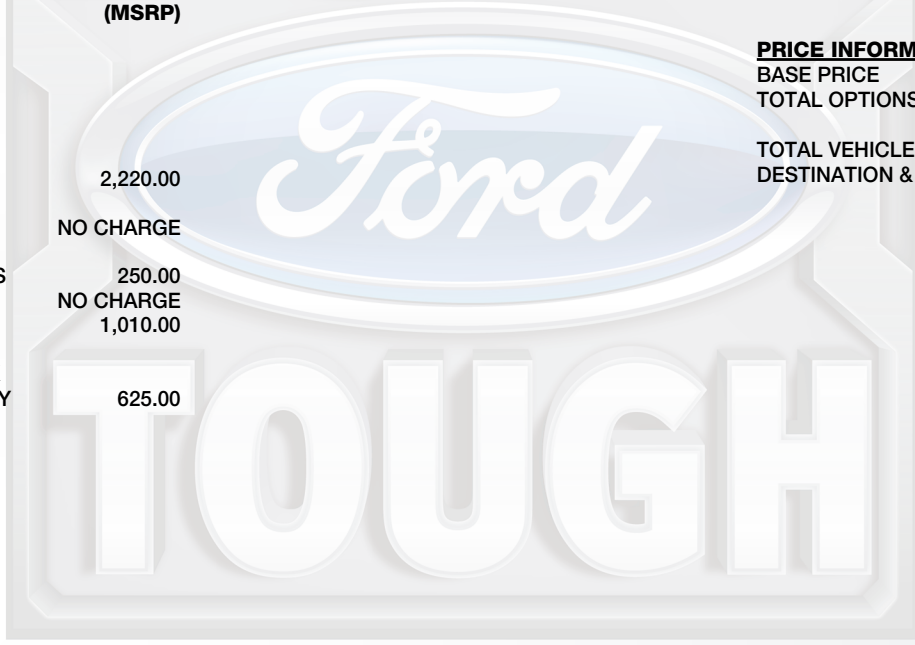 (MSRP)
PRICE INFORM
BASE PRICE
TOTAL OPTIONS
TOTAL VEHICLE
DESTINATION &
2,220.00
NO CHARGE
S 250.00
NO CHARGE
1,010.00
Y 625.00
Ford
TOUGH